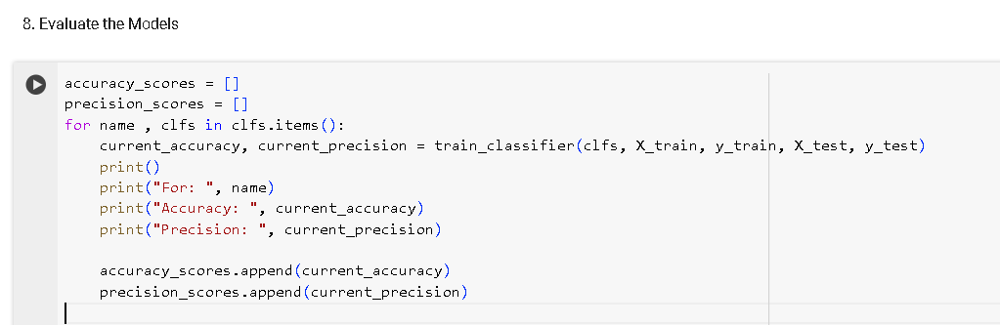 8. Evaluate the Models
accuracy_scores = []
precision_scores = []
for name , clfs in clfs.items():
    current_accuracy, current_precision = train_classifier(clfs, X_train, y_train, X_test, y_test)
    print()
    print("For: ", name)
    print("Accuracy: ", current_accuracy)
    print("Precision: ", current_precision)
    accuracy_scores.append(current_accuracy)
    precision_scores.append(current_precision)